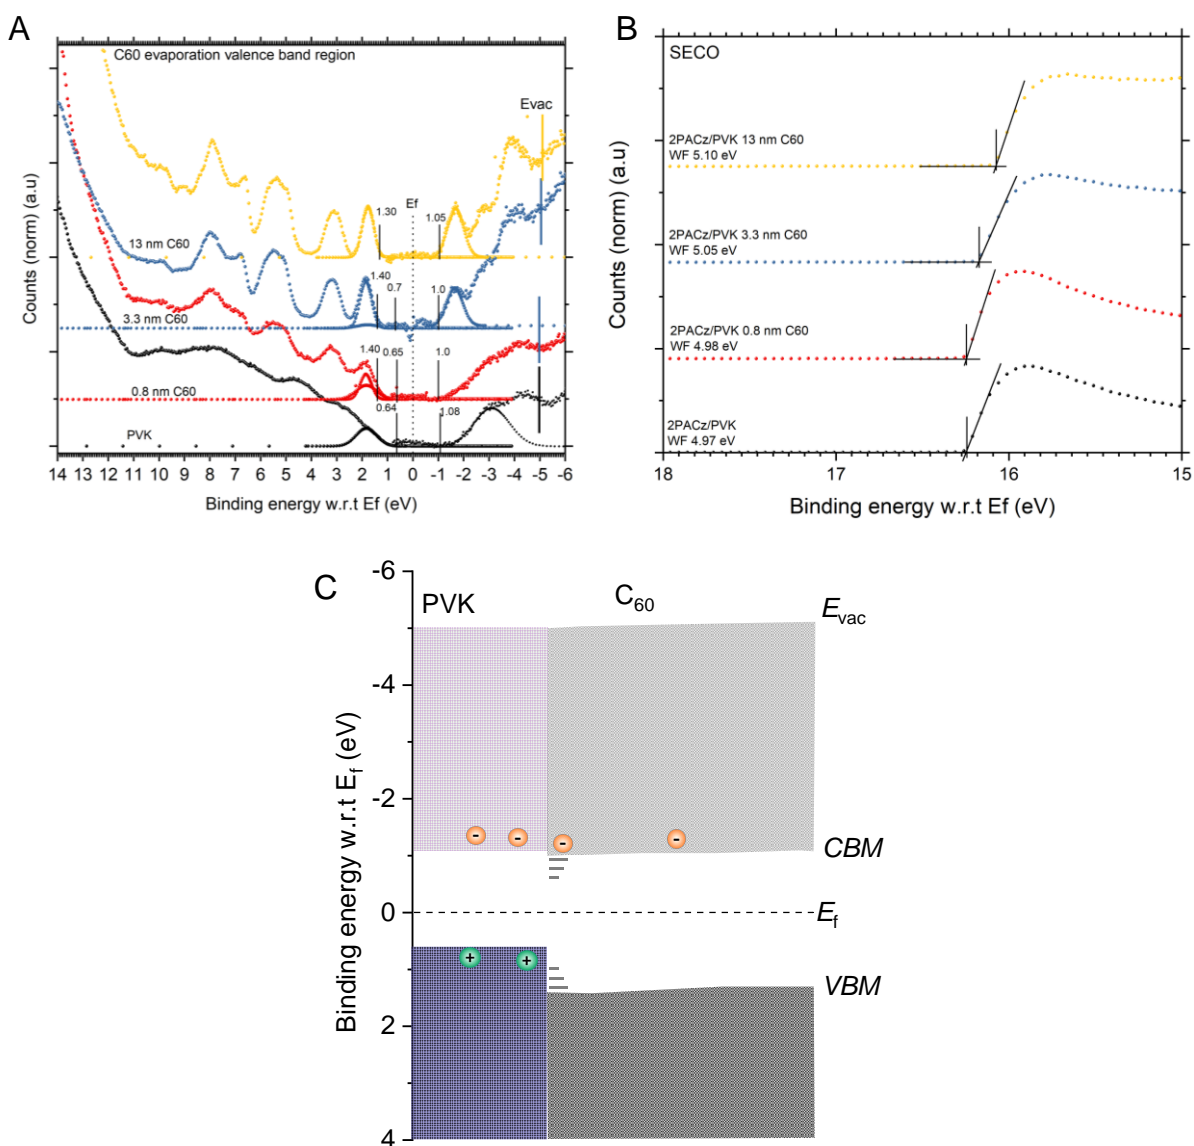 A
C60 evaporation valence band region
Evac
Ef
1.30
1.05
13 nm C60
1.40
0.7
1.0
3.3 nm C60
1.40
0.65
1.0
0.8 nm C60
0.64
1.08
PVK
Counts (norm) (a.u)
14 13 12 11 10 9 8 7 6 5 4 3 2 1 0 -1 -2 -3 -4 -5 -6
Binding energy w.r.t Ef (eV)
B
SECO
2PACz/PVK 13 nm C60
WF 5.10 eV
2PACz/PVK 3.3 nm C60
WF 5.05 eV
2PACz/PVK 0.8 nm C60
WF 4.98 eV
2PACz/PVK
WF 4.97 eV
Counts (norm) (a.u)
18 17 16 15
Binding energy w.r.t Ef (eV)
C
PVK
C60
Evac
CBM
Ef
VBM
-6
-4
-2
0
2
4
Binding energy w.r.t Ef (eV)
- - - -
+ +